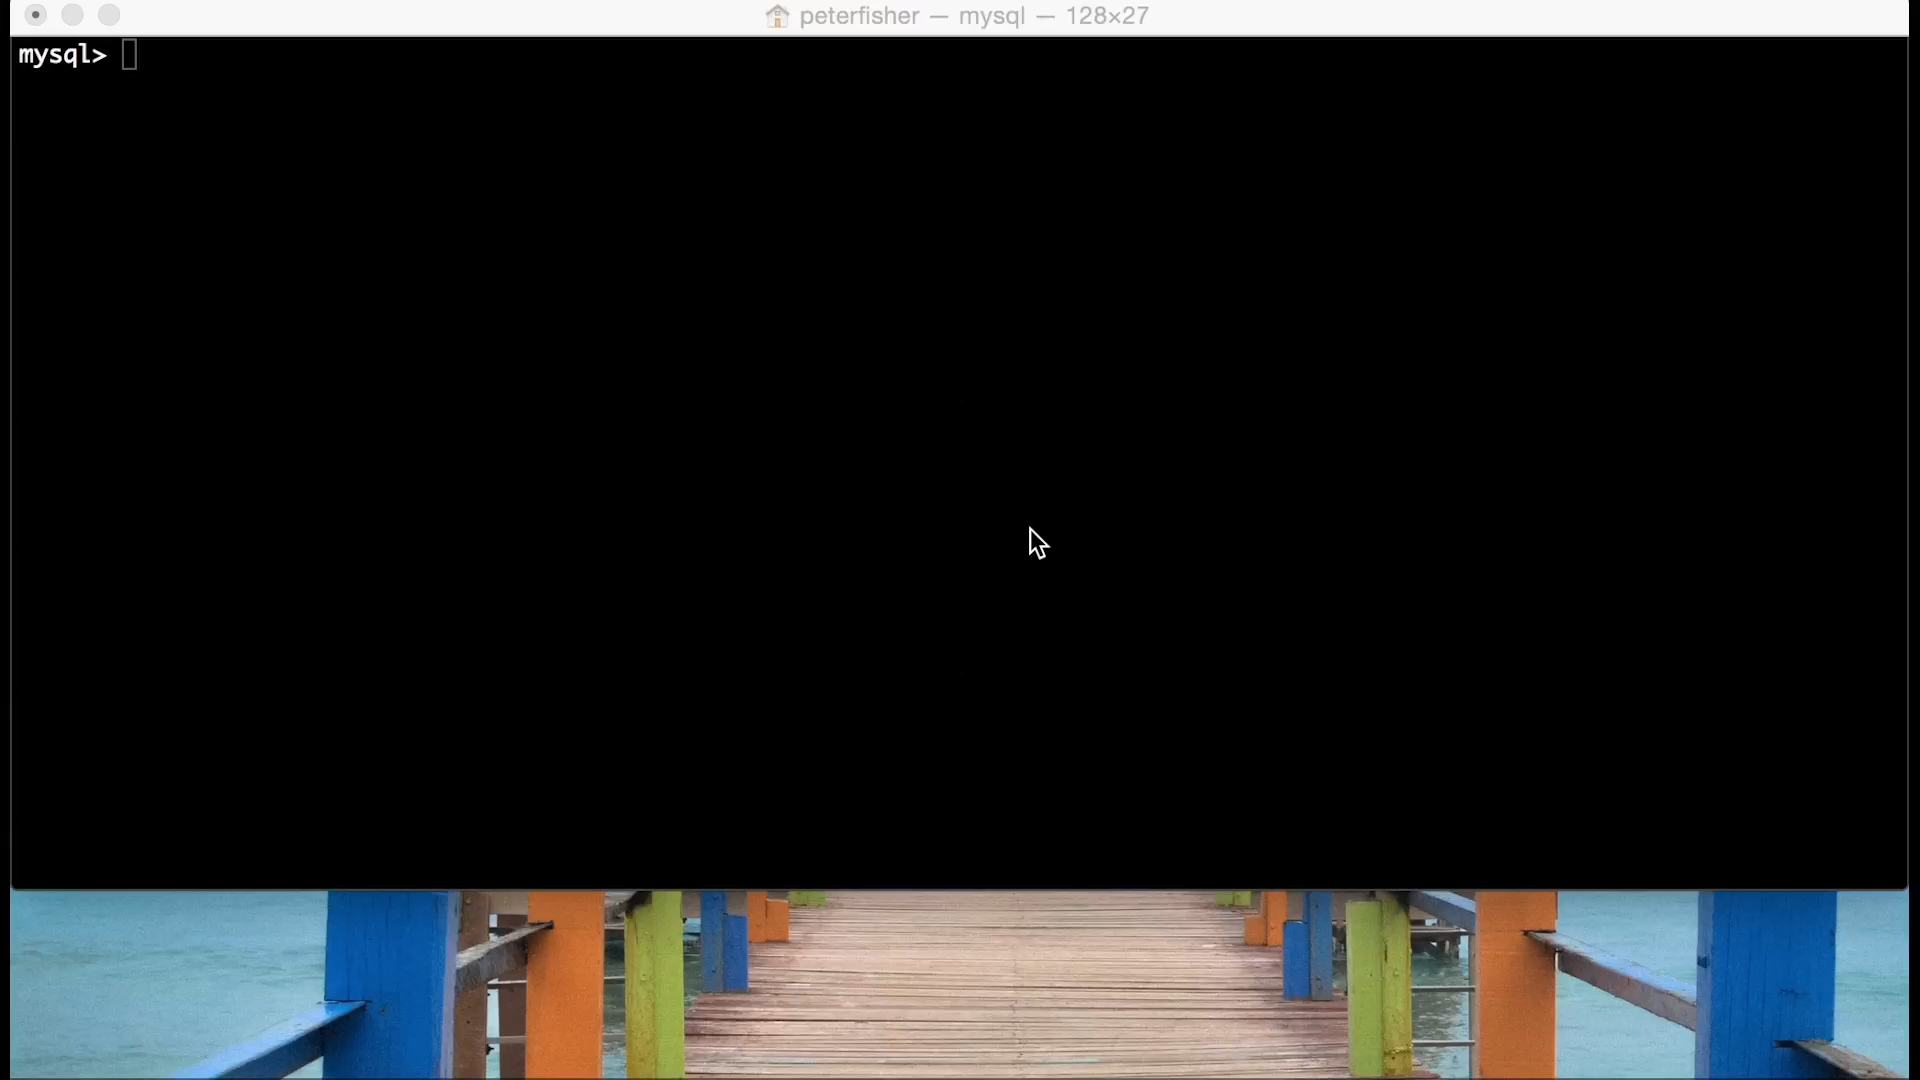 peterfisher — mysql — 128×27
mysql>